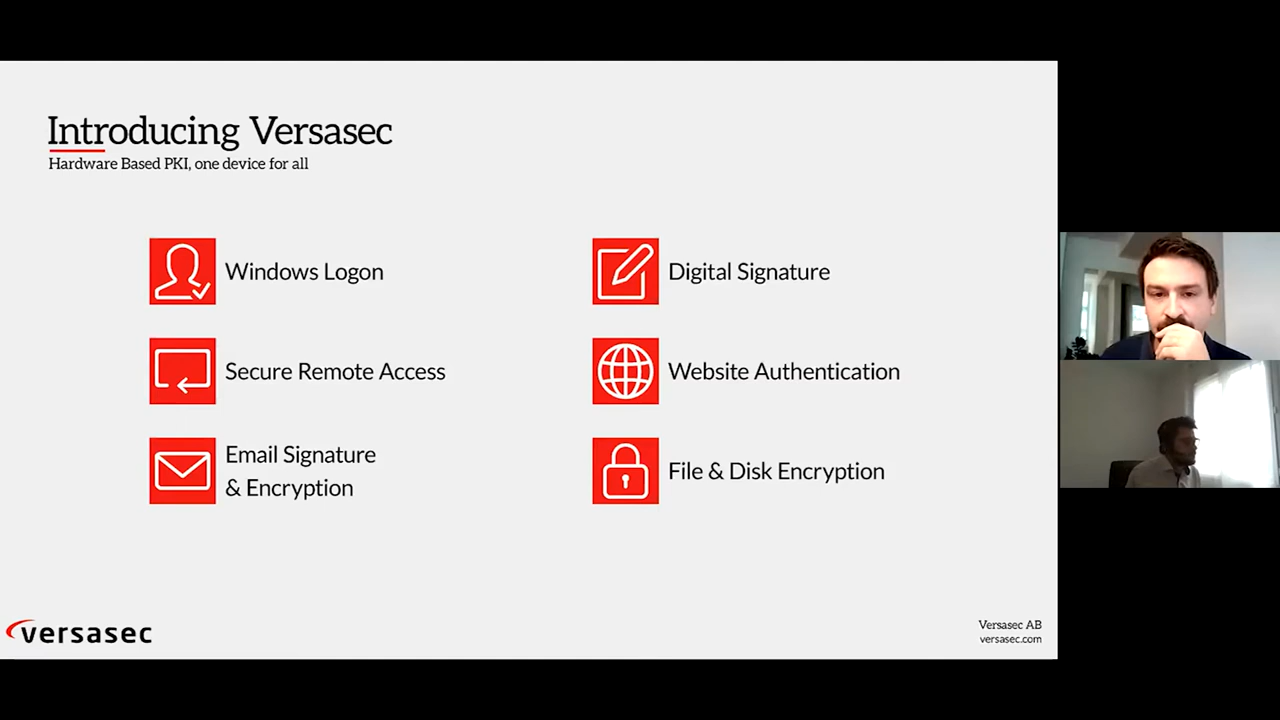 Introducing Versasec
Hardware Based PKI, one device for all
Windows Logon
Digital Signature
Secure Remote Access
Website Authentication
Email Signature
& Encryption
File & Disk Encryption
versasec
Versasec AB
versasec.com